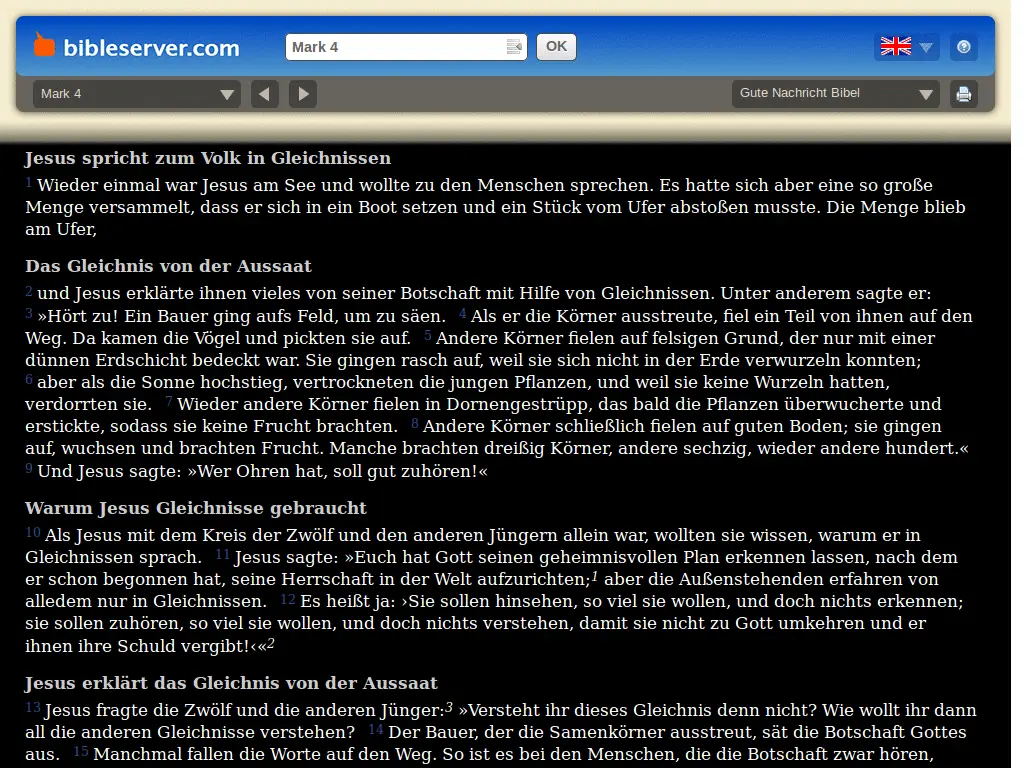 bibleserver.com
Mark 4
OK
Mark 4
Gute Nachricht Bibel
Jesus spricht zum Volk in Gleichnissen
1 Wieder einmal war Jesus am See und wollte zu den Menschen sprechen. Es hatte sich aber eine so große
Menge versammelt, dass er sich in ein Boot setzen und ein Stück vom Ufer abstoßen musste. Die Menge blieb
am Ufer,
Das Gleichnis von der Aussaat
2 und Jesus erklärte ihnen vieles von seiner Botschaft mit Hilfe von Gleichnissen. Unter anderem sagte er:
3 »Hört zu! Ein Bauer ging aufs Feld, um zu säen. 4 Als er die Körner ausstreute, fiel ein Teil von ihnen auf den
Weg. Da kamen die Vögel und pickten sie auf. 5 Andere Körner fielen auf felsigen Grund, der nur mit einer
dünnen Erdschicht bedeckt war. Sie gingen rasch auf, weil sie sich nicht in der Erde verwurzeln konnten;
6 aber als die Sonne hochstieg, vertrockneten die jungen Pflanzen, und weil sie keine Wurzeln hatten,
verdorrten sie. 7 Wieder andere Körner fielen in Dornengestrüpp, das bald die Pflanzen überwucherte und
erstickte, sodass sie keine Frucht brachten. 8 Andere Körner schließlich fielen auf guten Boden; sie gingen
auf, wuchsen und brachten Frucht. Manche brachten dreißig Körner, andere sechzig, wieder andere hundert.«
9 Und Jesus sagte: »Wer Ohren hat, soll gut zuhören!«
Warum Jesus Gleichnisse gebraucht
10 Als Jesus mit dem Kreis der Zwölf und den anderen Jüngern allein war, wollten sie wissen, warum er in
Gleichnissen sprach. 11 Jesus sagte: »Euch hat Gott seinen geheimnisvollen Plan erkennen lassen, nach dem
er schon begonnen hat, seine Herrschaft in der Welt aufzurichten;1 aber die Außenstehenden erfahren von
alledem nur in Gleichnissen. 12 Es heißt ja: ›Sie sollen hinsehen, so viel sie wollen, und doch nichts erkennen;
sie sollen zuhören, so viel sie wollen, und doch nichts verstehen, damit sie nicht zu Gott umkehren und er
ihnen ihre Schuld vergibt!‹«2
Jesus erklärt das Gleichnis von der Aussaat
13 Jesus fragte die Zwölf und die anderen Jünger:3 »Versteht ihr dieses Gleichnis denn nicht? Wie wollt ihr dann
all die anderen Gleichnisse verstehen? 14 Der Bauer, der die Samenkörner ausstreut, sät die Botschaft Gottes
aus. 15 Manchmal fallen die Worte auf den Weg. So ist es bei den Menschen, die die Botschaft zwar hören,